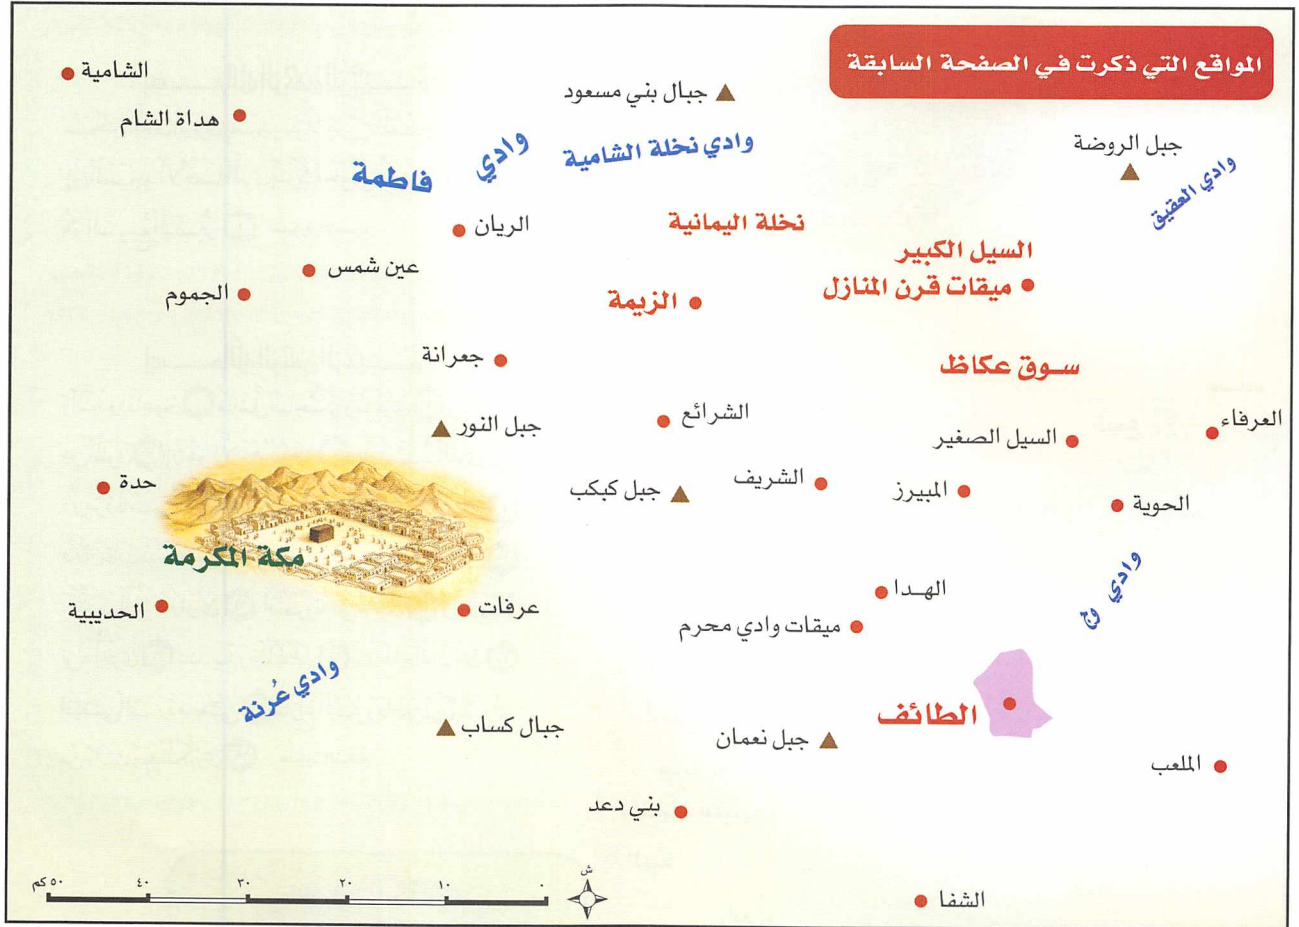 المواقع التي ذكرت في الصفحة السابقة
الشامية
جبال بني مسعود
هداة الشام
وادي نخلة الشامية
جبل الروضة
وادي العقيق
وادي فاطمة
نخلة اليمانية
الريان
السيل الكبير
ميقات قرن المنازل
عين شمس
الجموم
الزيمة
جعرانة
سوق عكاظ
الشرائع
العرفاء
جبل النور
السيل الصغير
حدة
جبل كبكب
الشريف
المبيرز
الحوية
مكة المكرمة
وادي وج
الهدا
الحديبية
عرفات
ميقات وادي محرم
وادي عُرنة
الطائف
جبال كساب
جبل نعمان
الملعب
بني دعد
ش
٥٠ كم ٤٠ ٣٠ ٢٠ ١٠ ٠
الشفا